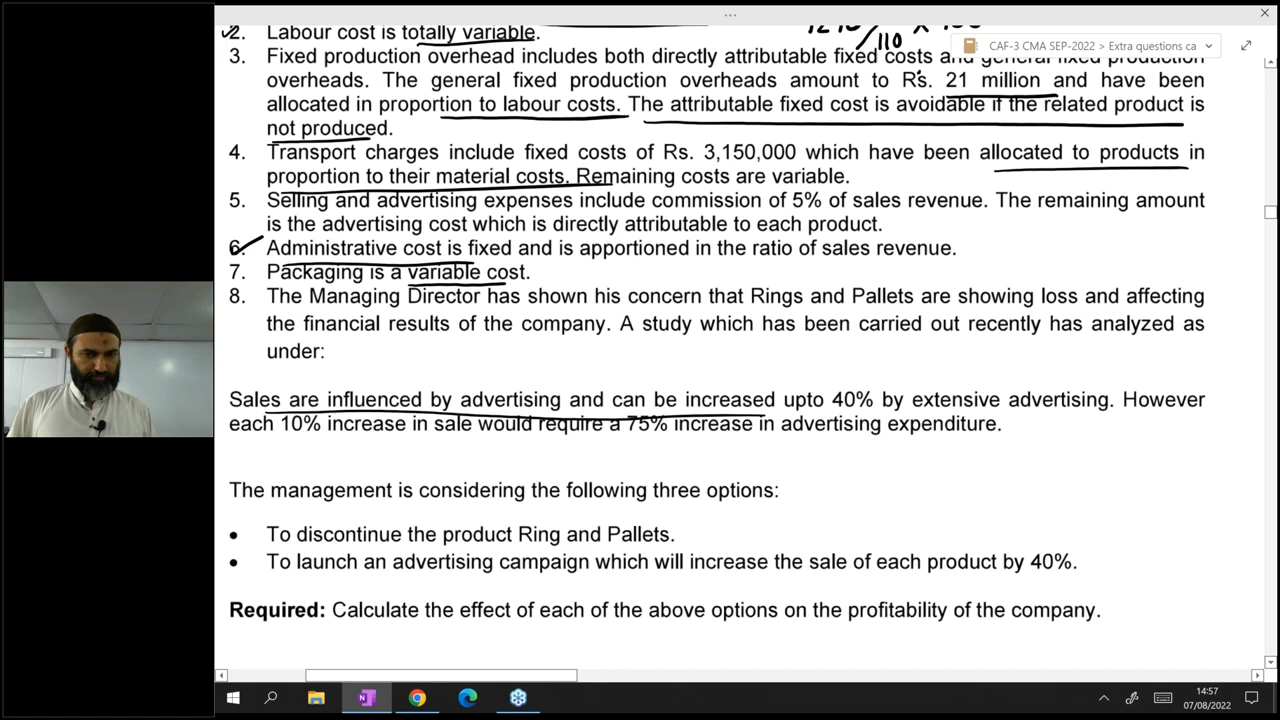 2. Labour cost is totally variable.
110
CAF-3 CMA SEP-2022 > Extra questions ca
3. Fixed production overhead includes both directly attributable fixed costs and general fixed production
overheads. The general fixed production overheads amount to Rs. 21 million and have been
allocated in proportion to labour costs. The attributable fixed cost is avoidable if the related product is
not produced.
4. Transport charges include fixed costs of Rs. 3,150,000 which have been allocated to products in
proportion to their material costs. Remaining costs are variable.
5. Selling and advertising expenses include commission of 5% of sales revenue. The remaining amount
is the advertising cost which is directly attributable to each product.
6. Administrative cost is fixed and is apportioned in the ratio of sales revenue.
7. Packaging is a variable cost.
8. The Managing Director has shown his concern that Rings and Pallets are showing loss and affecting
the financial results of the company. A study which has been carried out recently has analyzed as
under:
Sales are influenced by advertising and can be increased upto 40% by extensive advertising. However
each 10% increase in sale would require a 75% increase in advertising expenditure.
The management is considering the following three options:
• To discontinue the product Ring and Pallets.
• To launch an advertising campaign which will increase the sale of each product by 40%.
Required: Calculate the effect of each of the above options on the profitability of the company.
14:57
07/08/2022